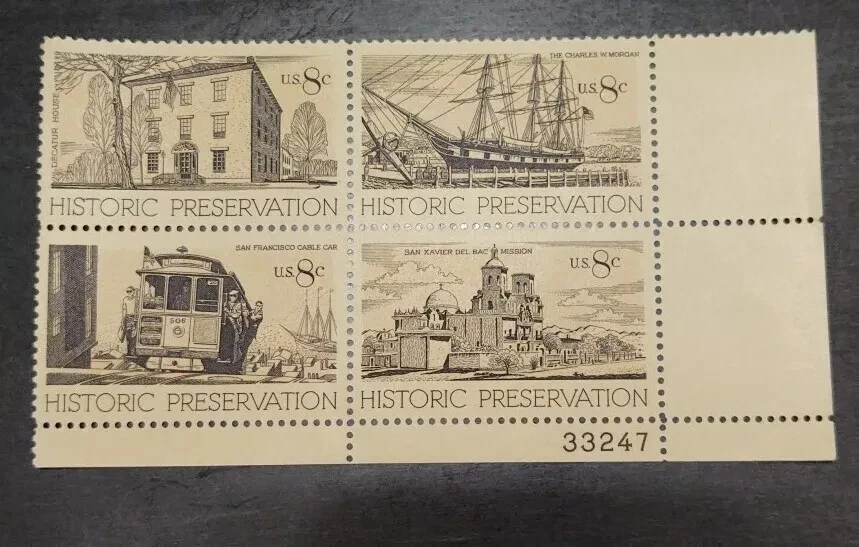 DECATUR HOUSE
U.S. 8c
HISTORIC PRESERVATION
THE CHARLES W. MORGAN
U.S. 8c
HISTORIC PRESERVATION
SAN FRANCISCO CABLE CAR
U.S. 8c
506
HISTORIC PRESERVATION
SAN XAVIER DEL BAC MISSION
U.S. 8c
HISTORIC PRESERVATION
33247